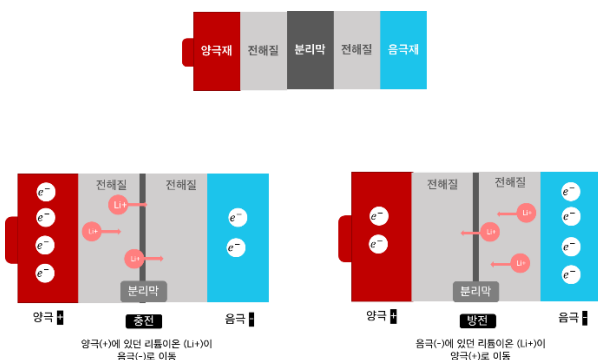 양극재 전해질 분리막 전해질 음극재
e⁻
e⁻
e⁻
e⁻
전해질 전해질
Li+
Li+
Li+
e⁻
e⁻
분리막
양극 + 충전 음극 -
양극(+)에 있던 리튬이온 (Li+)이
음극(-)로 이동
e⁻
e⁻
전해질 전해질
Li+
Li+
Li+
e⁻
e⁻
e⁻
e⁻
분리막
양극 + 방전 음극 -
음극(-)에 있던 리튬이온 (Li+)이
양극(+)로 이동